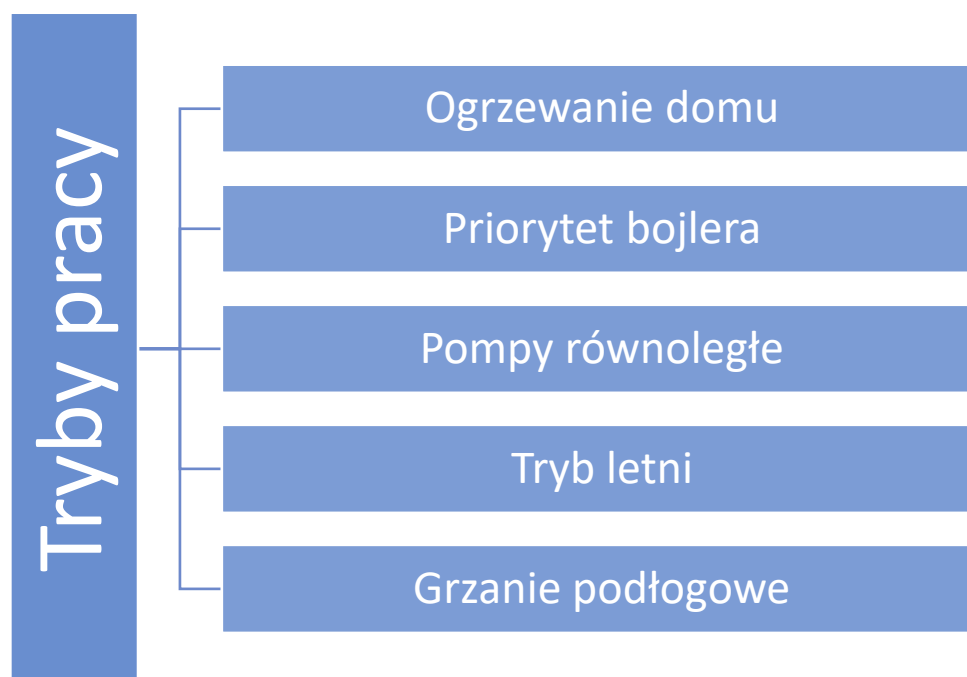 Tryby pracy
Ogrzewanie domu
Priorytet bojlera
Pompy równoległe
Tryb letni
Grzanie podłogowe